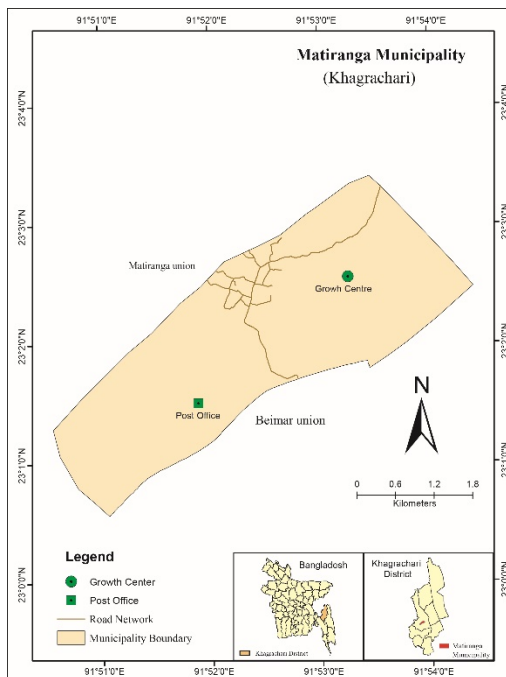 91°51'0"E 91°52'0"E 91°53'0"E 91°54'0"E
Matiranga Municipality
(Khagrachari)
23°4'0"N 23°4'0"N
23°3'0"N 23°3'0"N
Matiranga union
Growh Centre
23°2'0"N 23°2'0"N
Post Office
Beimar union
N
23°1'0"N 23°1'0"N
0 0.6 1.2 1.8
Kilometers
Legend
Growth Center
Post Office
Road Network
Municipality Boundary
23°0'0"N 23°0'0"N
Bangladesh
Khagrachari District
Khagrachari
District
Matiranga
Municipality
91°51'0"E 91°52'0"E 91°53'0"E 91°54'0"E